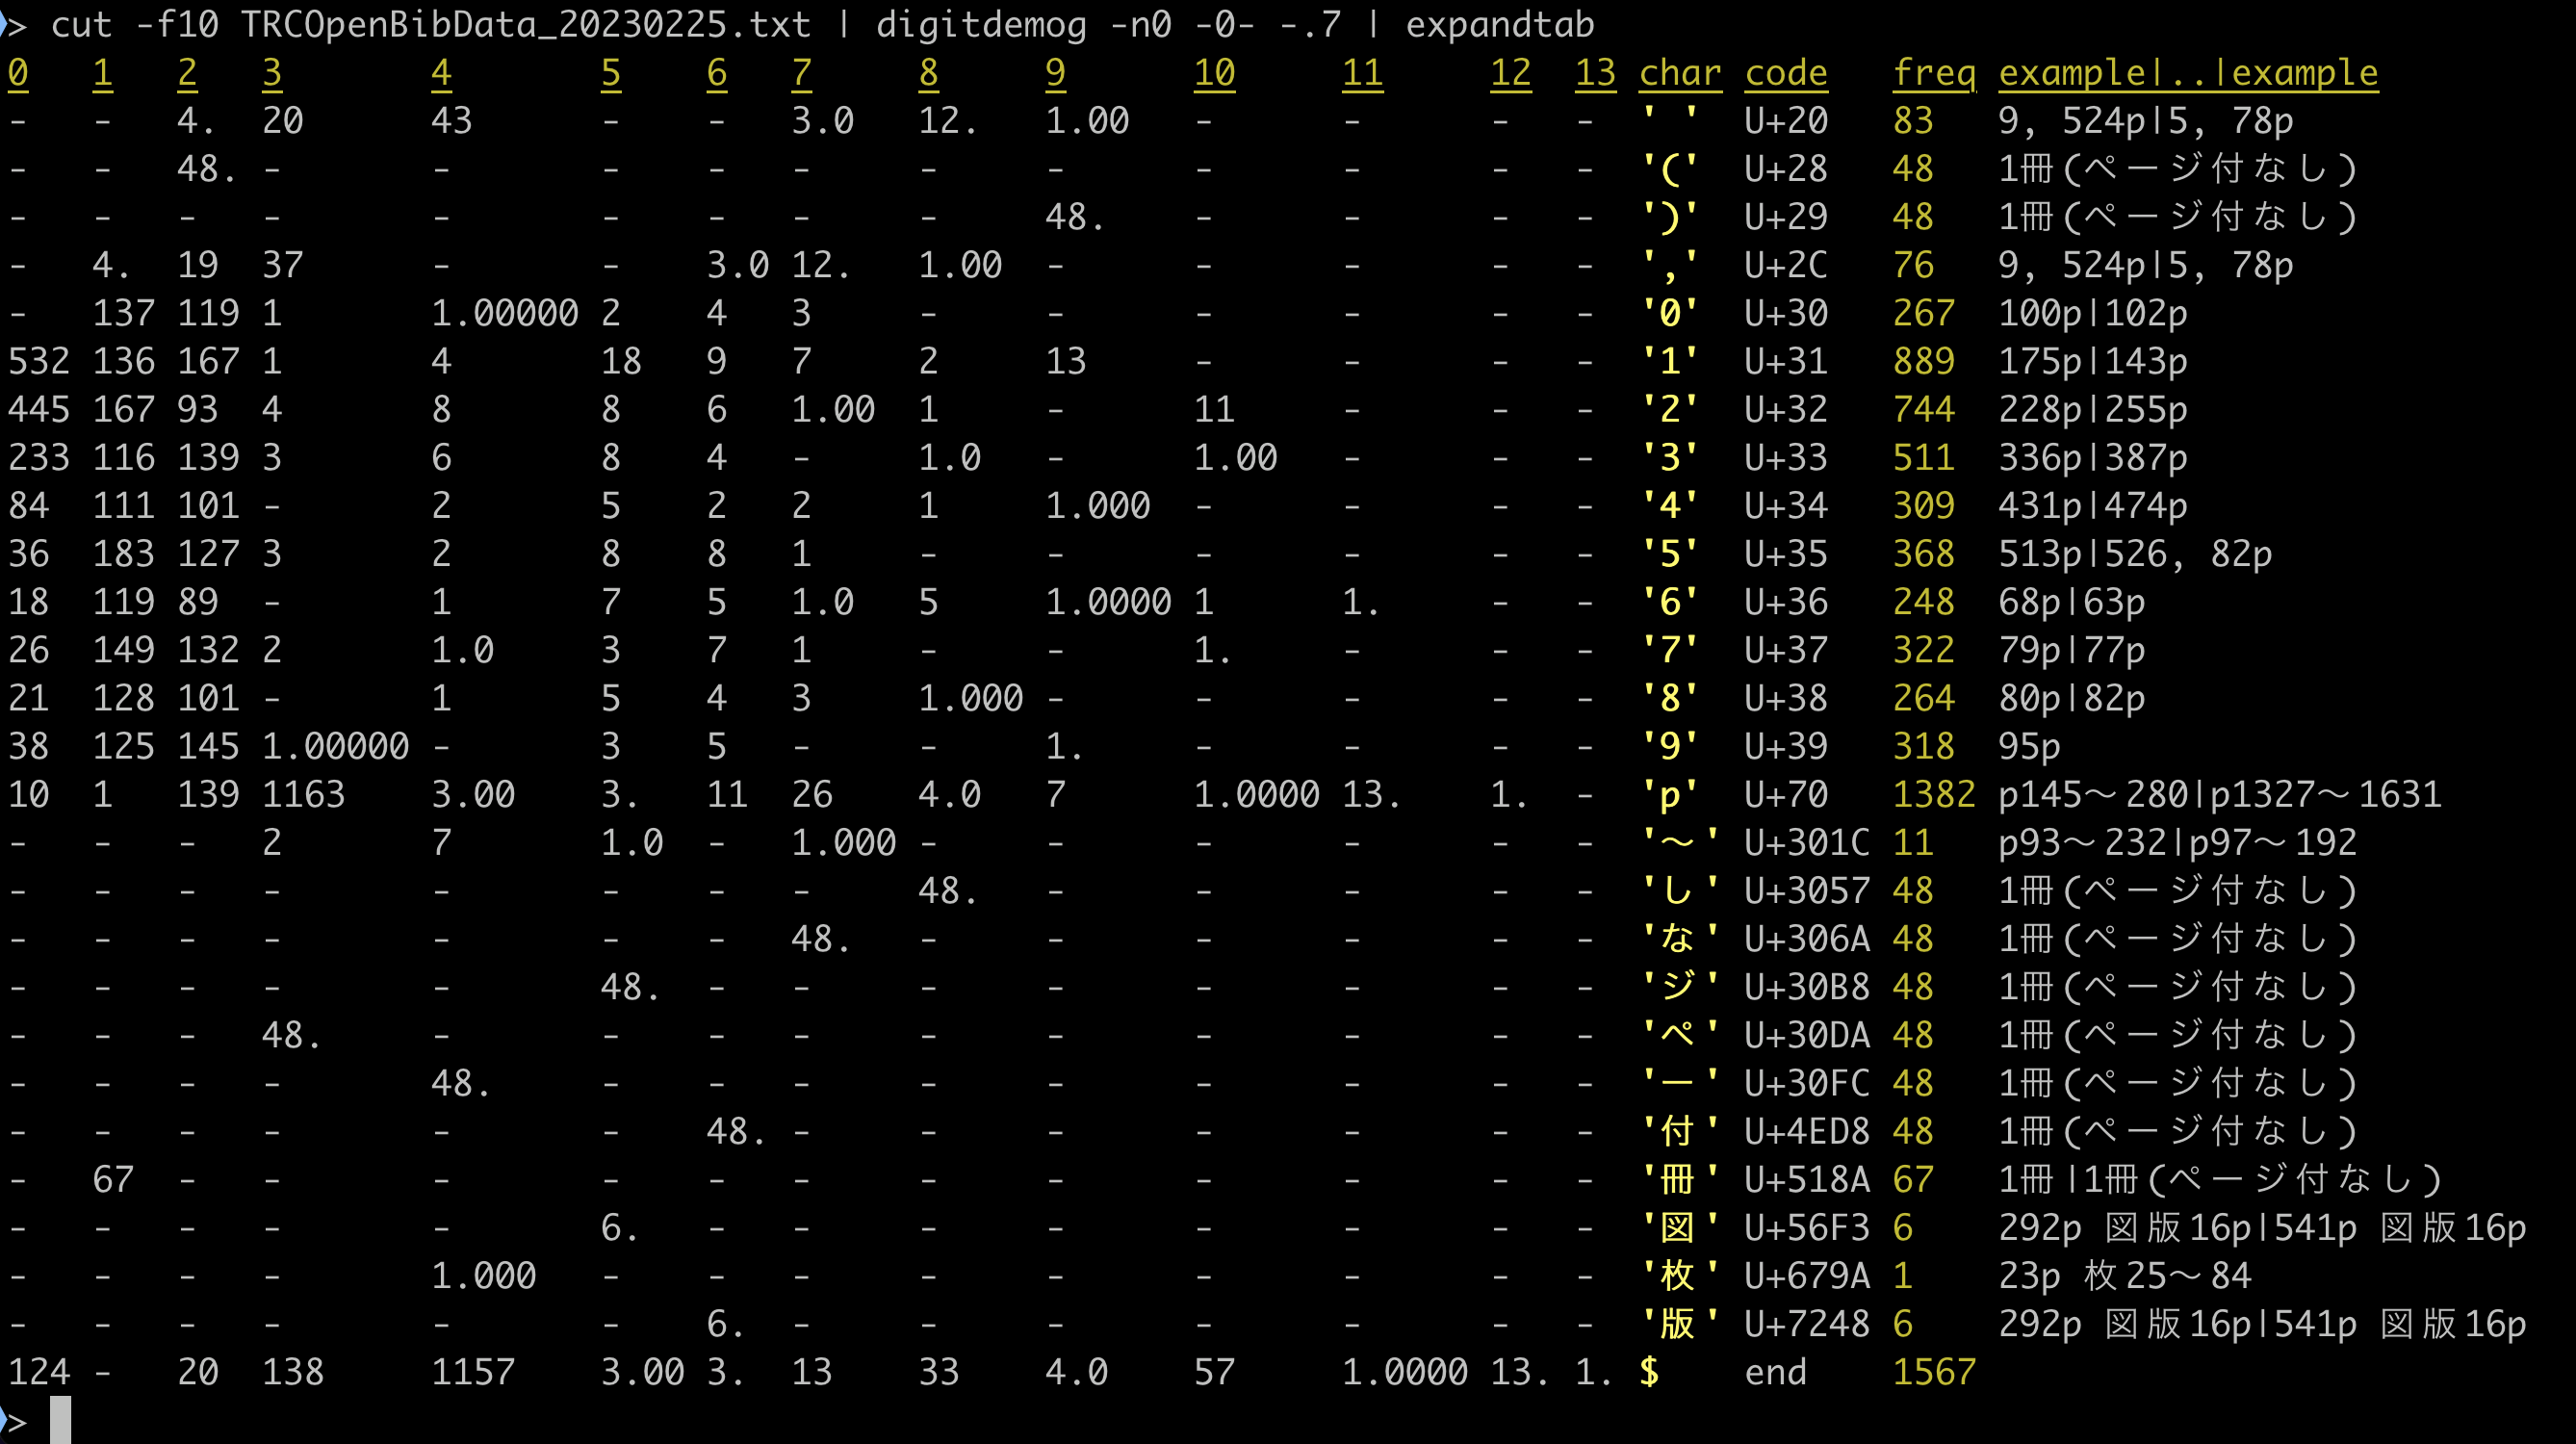 > cut -f10 TRCOpenBibData_20230225.txt | digitdemog -n0 -0- -.7 | expandtab
0 1 2 3 4 5 6 7 8 9 10 11 12 13 char code freq example|..|example
- - 4. 20 43 - - 3.0 12. 1.00 - - - - ' ' U+20 83 9, 524p|5, 78p
- - 48. - - - - - - - - - - - '(' U+28 48 1冊(ページ付なし)
- - - - - - - - - 48. - - - - ')' U+29 48 1冊(ページ付なし)
- 4. 19 37 - - 3.0 12. 1.00 - - - - - ',' U+2C 76 9, 524p|5, 78p
- 137 119 1 1.00000 2 4 3 - - - - - - '0' U+30 267 100p|102p
532 136 167 1 4 18 9 7 2 13 - - - - '1' U+31 889 175p|143p
445 167 93 4 8 8 6 1.00 1 - 11 - - - '2' U+32 744 228p|255p
233 116 139 3 6 8 4 - 1.0 - 1.00 - - - '3' U+33 511 336p|387p
84 111 101 - 2 5 2 2 1 1.000 - - - - '4' U+34 309 431p|474p
36 183 127 3 2 8 8 1 - - - - - - '5' U+35 368 513p|526, 82p
18 119 89 - 1 7 5 1.0 5 1.0000 1 1. - - '6' U+36 248 68p|63p
26 149 132 2 1.0 3 7 1 - - 1. - - - '7' U+37 322 79p|77p
21 128 101 - 1 5 4 3 1.000 - - - - - '8' U+38 264 80p|82p
38 125 145 1.00000 - 3 5 - - 1. - - - - '9' U+39 318 95p
10 1 139 1163 3.00 3. 11 26 4.0 7 1.0000 13. 1. - 'p' U+70 1382 p145〜280|p1327〜1631
- - - 2 7 1.0 - 1.000 - - - - - - '〜' U+301C 11 p93〜232|p97〜192
- - - - - - - - 48. - - - - - 'し' U+3057 48 1冊(ページ付なし)
- - - - - - - 48. - - - - - - 'な' U+306A 48 1冊(ページ付なし)
- - - - - 48. - - - - - - - - 'ジ' U+30B8 48 1冊(ページ付なし)
- - - 48. - - - - - - - - - - 'ペ' U+30DA 48 1冊(ページ付なし)
- - - - 48. - - - - - - - - - 'ー' U+30FC 48 1冊(ページ付なし)
- - - - - - 48. - - - - - - - '付' U+4ED8 48 1冊(ページ付なし)
- 67 - - - - - - - - - - - - '冊' U+518A 67 1冊|1冊(ページ付なし)
- - - - - 6. - - - - - - - - '図' U+56F3 6 292p 図版16p|541p 図版16p
- - - - 1.000 - - - - - - - - - '枚' U+679A 1 23p 枚25〜84
- - - - - - 6. - - - - - - - '版' U+7248 6 292p 図版16p|541p 図版16p
124 - 20 138 1157 3.00 3. 13 33 4.0 57 1.0000 13. 1. $ end 1567
>